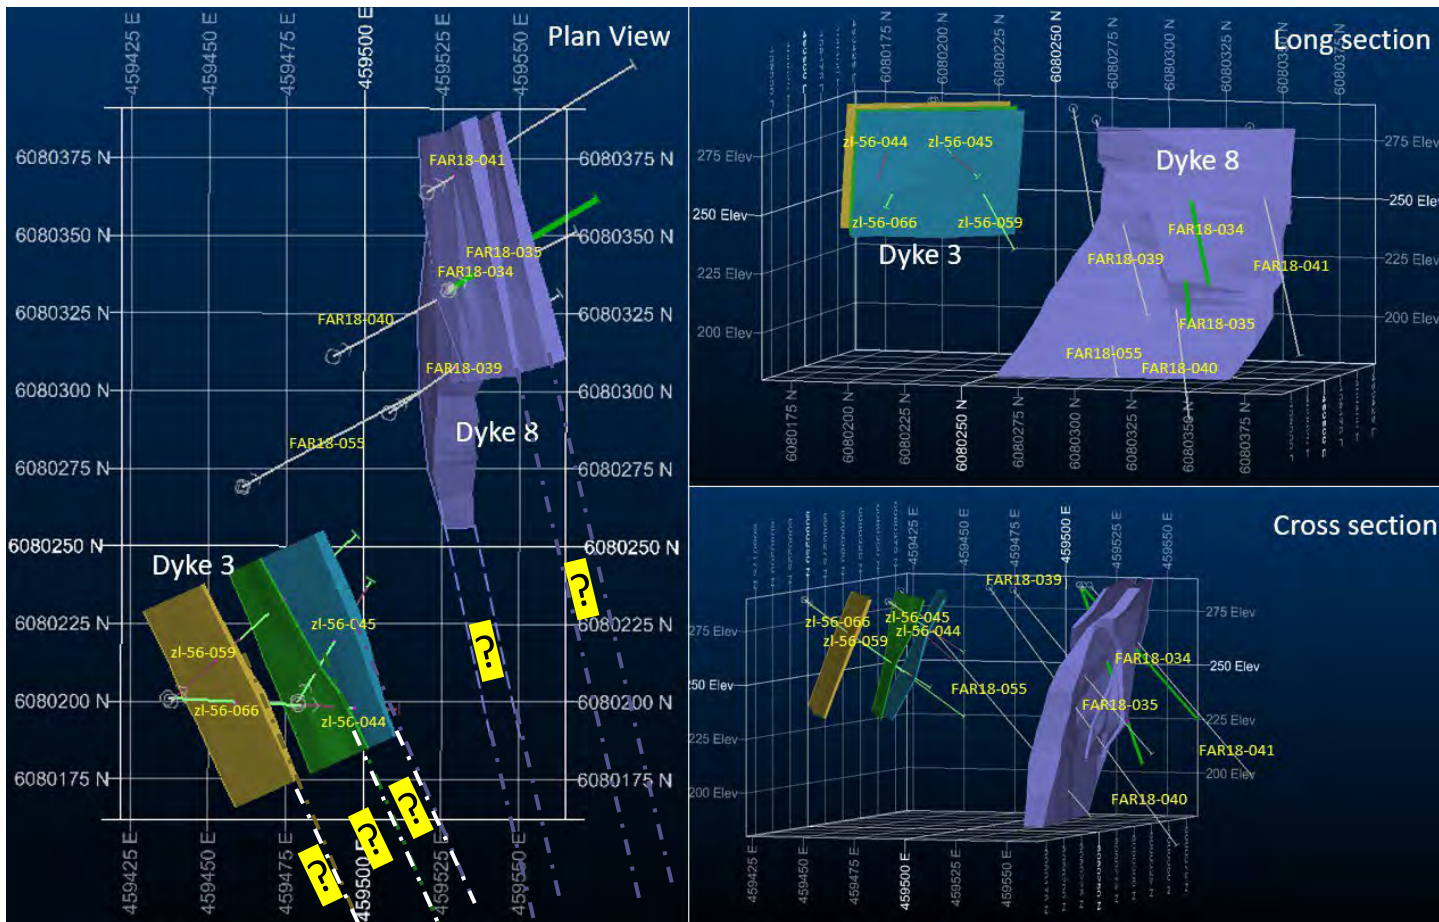 Plan View
459425 E
459450 E
459475 E
459500 E
459525 E
459550 E
6080375 N
6080375 N
6080350 N
6080350 N
6080325 N
6080325 N
6080300 N
6080300 N
6080275 N
6080275 N
6080250 N
6080250 N
6080225 N
6080225 N
6080200 N
6080200 N
6080175 N
6080175 N
FAR18-041
FAR18-035
FAR18-034
FAR18-040
FAR18-039
FAR18-055
Dyke 8
Dyke 3
zl-56-045
zl-56-059
zl-56-066
zl-56-044
?
?
?
?
?
459425 E
459450 E
459475 E
459500 E
459525 E
459550 E
Long section
6080175 N
6080200 N
6080225 N
6080250 N
6080275 N
6080300 N
6080325 N
6080350 N
275 Elev
275 Elev
250 Elev
250 Elev
225 Elev
225 Elev
200 Elev
200 Elev
zl-56-044
zl-56-045
zl-56-066
zl-56-059
Dyke 3
Dyke 8
FAR18-034
FAR18-039
FAR18-041
FAR18-035
FAR18-055
FAR18-040
6080175 N
6080200 N
6080225 N
6080250 N
6080275 N
6080300 N
6080325 N
6080350 N
6080375 N
Cross section
459425 E
459450 E
459475 E
459500 E
459525 E
459550 E
275 Elev
275 Elev
250 Elev
250 Elev
225 Elev
225 Elev
200 Elev
200 Elev
FAR18-039
zl-56-066
zl-56-045
zl-56-059
zl-56-044
FAR18-055
FAR18-034
FAR18-035
FAR18-041
FAR18-040
459425 E
459450 E
459475 E
459500 E
459525 E
459550 E